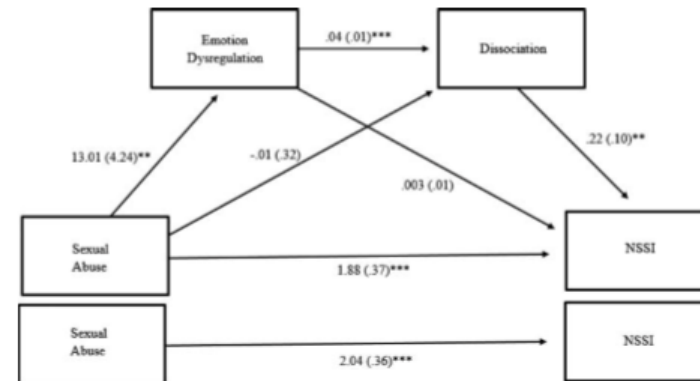 Emotion
Dysregulation
.04 (.01)***
Dissociation
13.01 (4.24)**
-.01 (.32)
.22 (.10)**
.003 (.01)
Sexual
Abuse
1.88 (.37)***
NSSI
Sexual
Abuse
2.04 (.36)***
NSSI